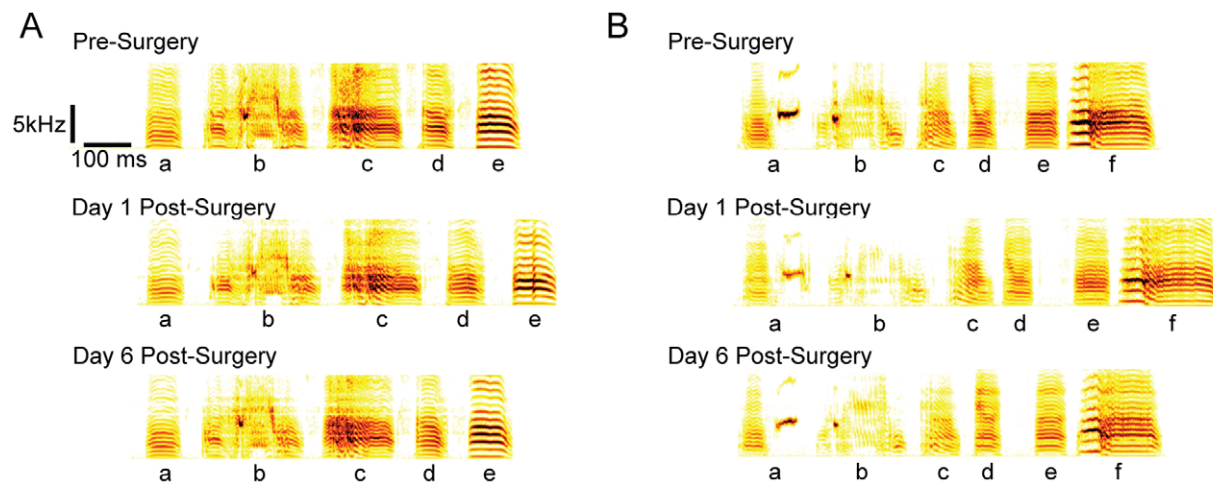 A
Pre-Surgery
5kHz
100 ms
a b c d e
Day 1 Post-Surgery
a b c d e
Day 6 Post-Surgery
a b c d e
B
Pre-Surgery
a b c d e f
Day 1 Post-Surgery
a b c d e f
Day 6 Post-Surgery
a b c d e f